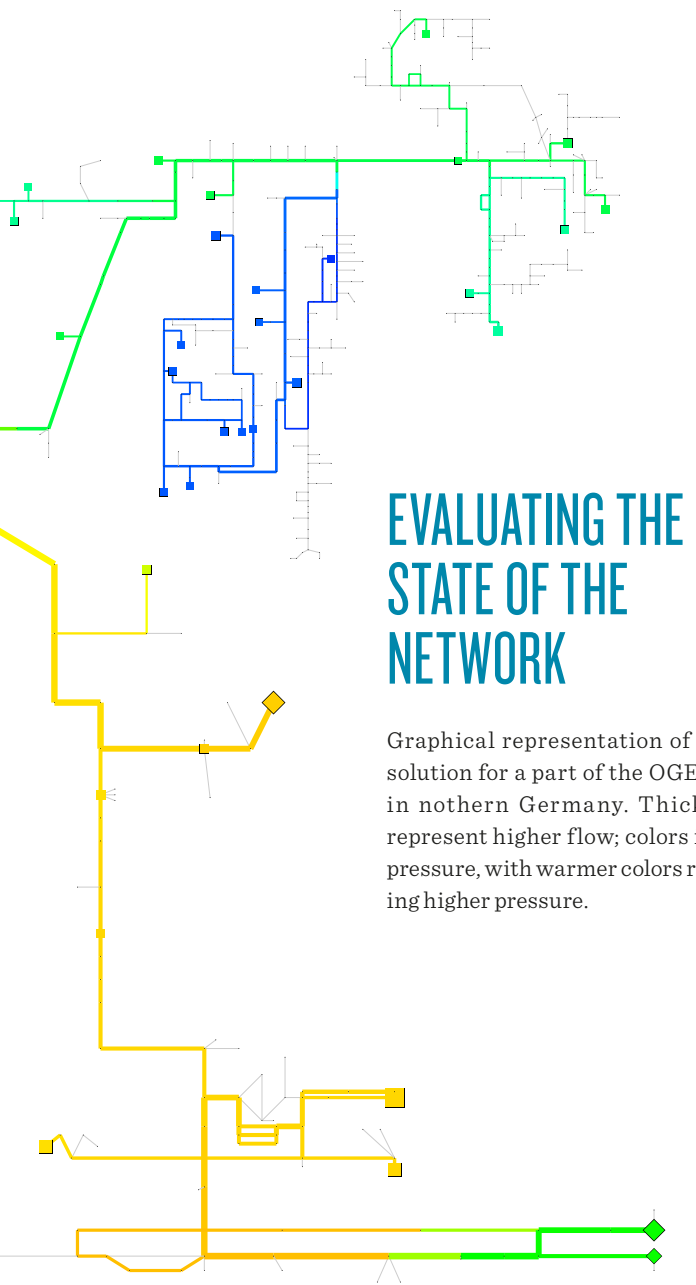 EVALUATING THE
STATE OF THE
NETWORK
Graphical representation of
solution for a part of the OGE
in nothern Germany. Thick
represent higher flow; colors
pressure, with warmer colors
ing higher pressure.